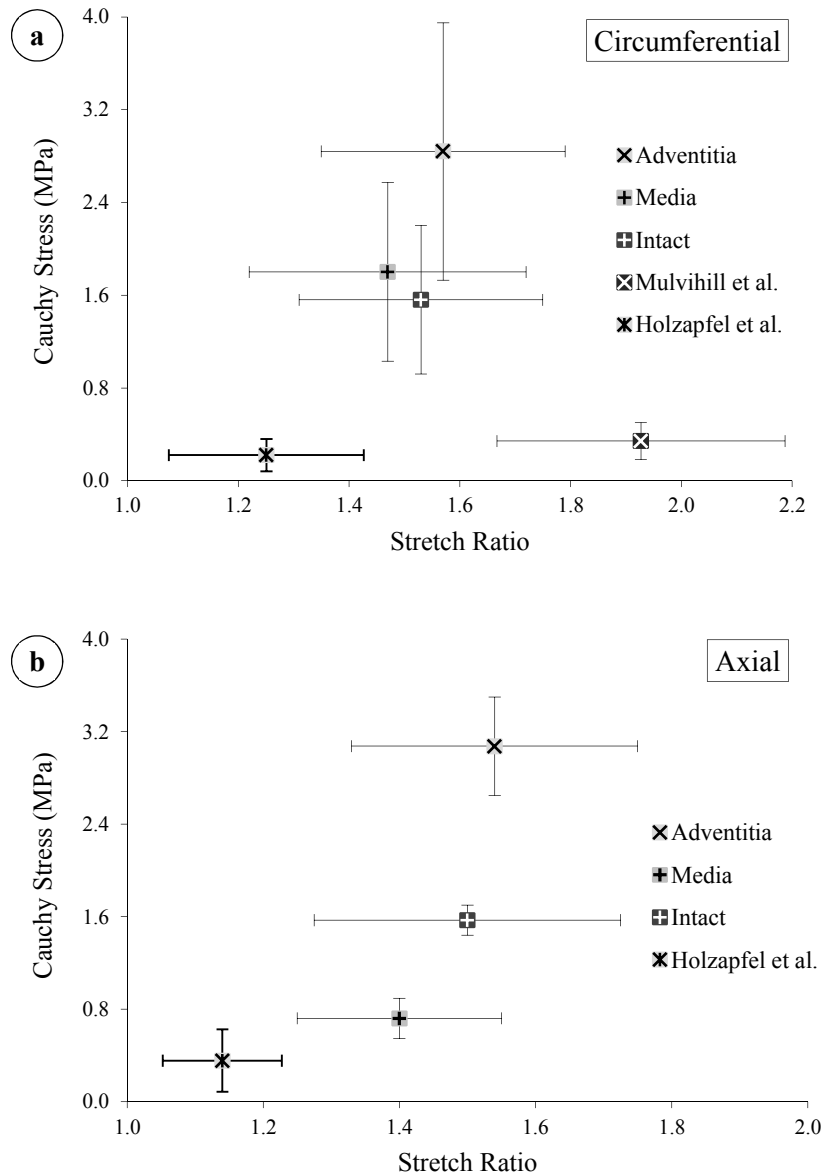 a
Circumferential
Cauchy Stress (MPa)
4.0
3.2
2.4
1.6
0.8
0.0
Adventitia
Media
Intact
Mulvihill et al.
Holzapfel et al.
1.0 1.2 1.4 1.6 1.8 2.0 2.2
Stretch Ratio
b
Axial
Cauchy Stress (MPa)
4.0
3.2
2.4
1.6
0.8
0.0
Adventitia
Media
Intact
Holzapfel et al.
1.0 1.2 1.4 1.6 1.8 2.0
Stretch Ratio